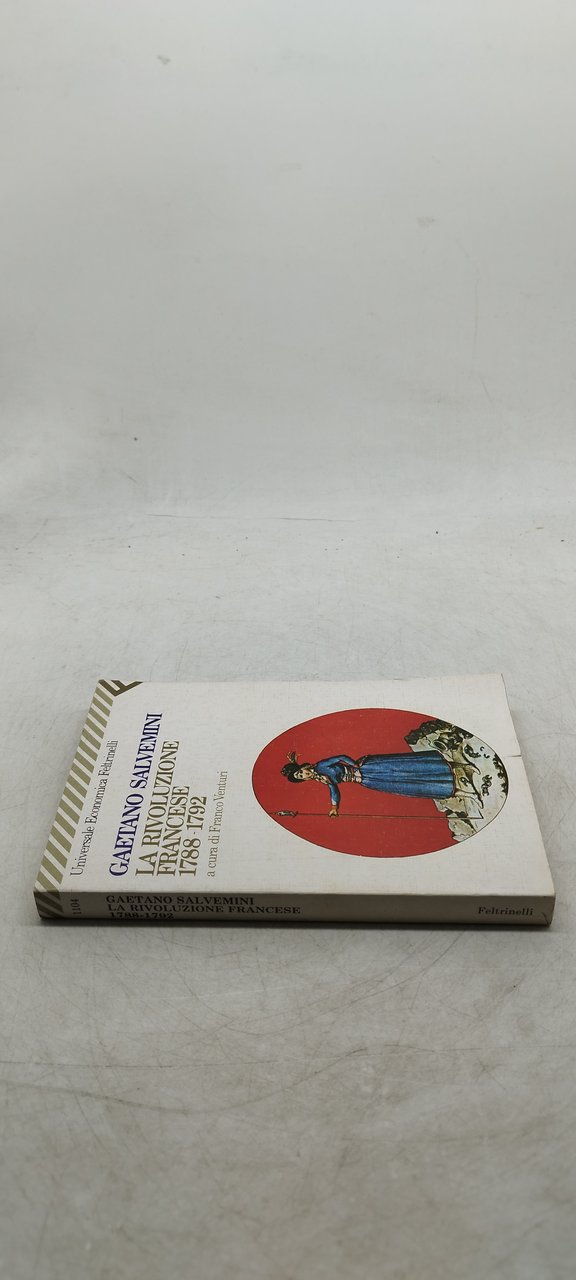 Universale Economica Feltrinelli
GAETANO SALVEMINI
LA RIVOLUZIONE
FRANCESE
1788-1792
a cura di Franco Venturi
1104
GAETANO SALVEMINI
LA RIVOLUZIONE FRANCESE
1788-1792
Feltrinelli